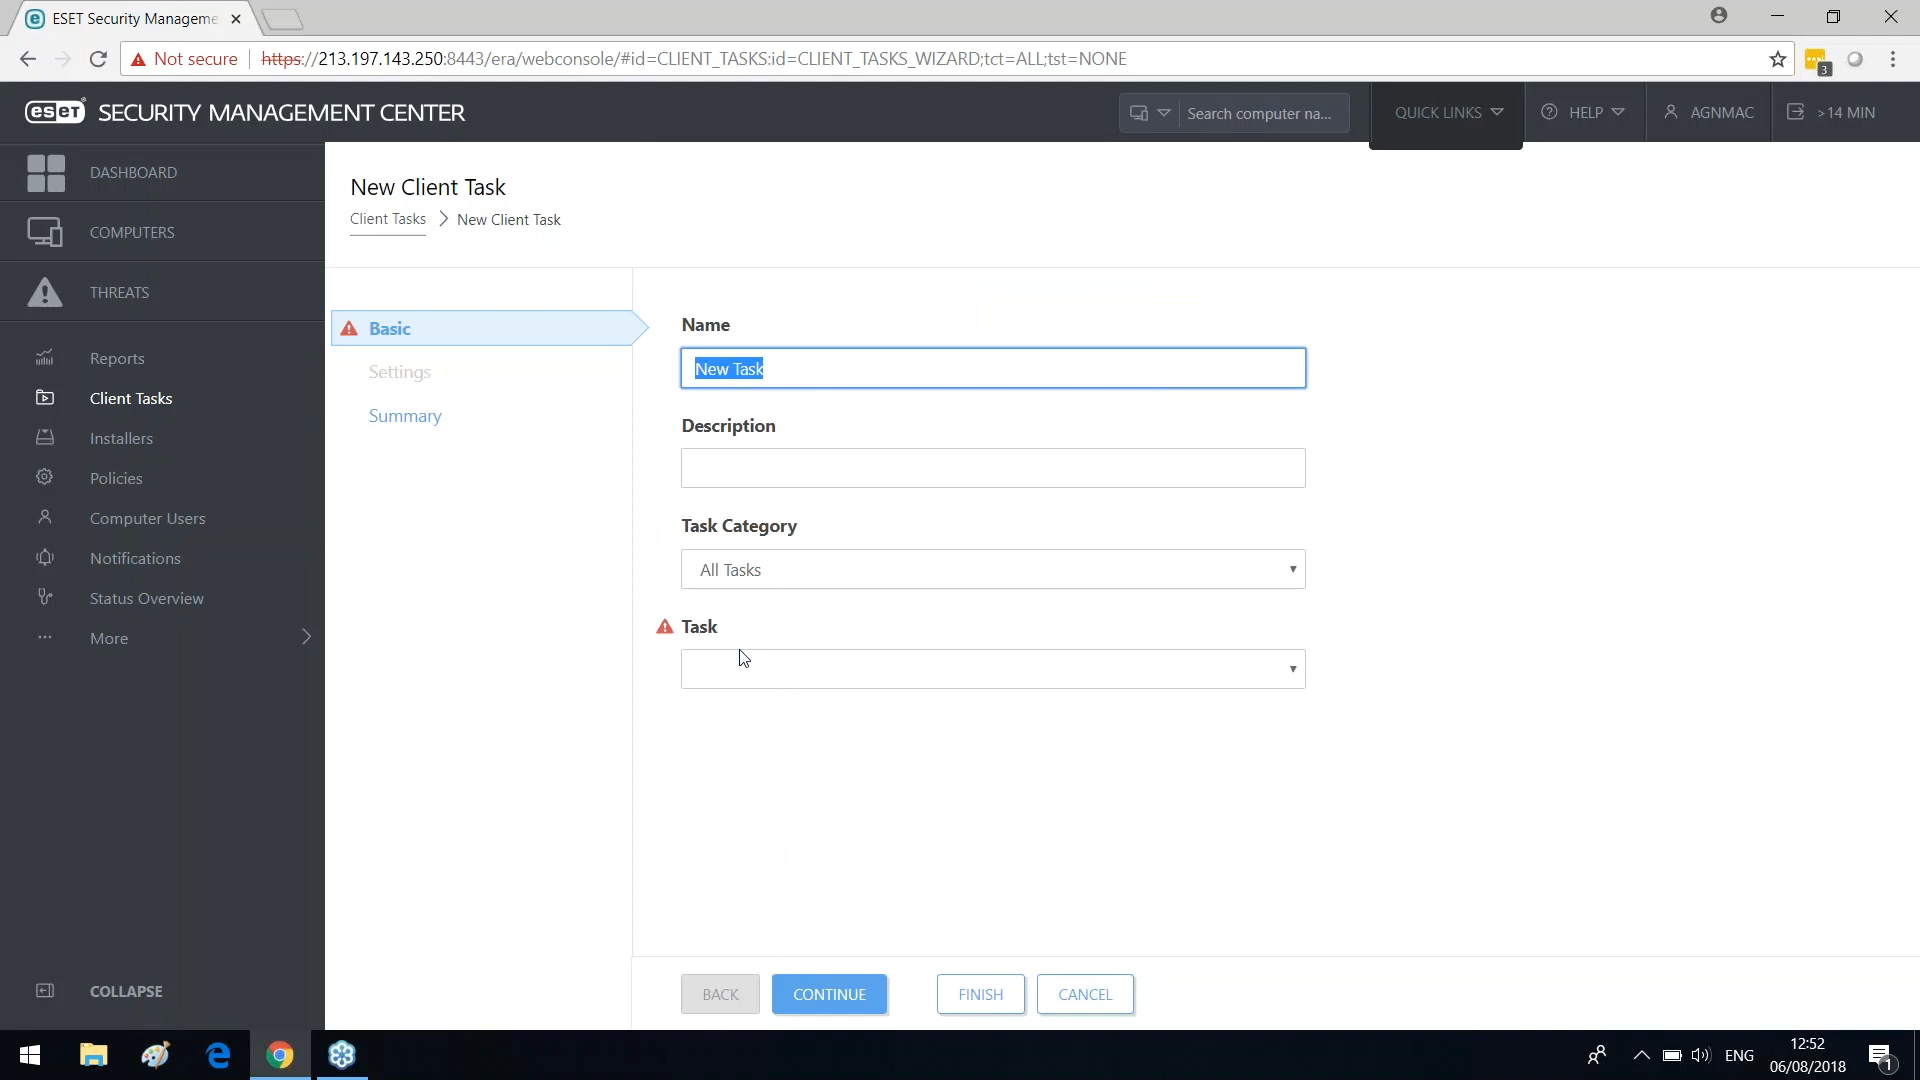 ESET Security Manageme
Not secure https://213.197.143.250:8443/era/webconsole/#id=CLIENT_TASKS:id=CLIENT_TASKS_WIZARD;tct=ALL;tst=NONE
3
eset SECURITY MANAGEMENT CENTER
Search computer na...
QUICK LINKS
HELP
AGNMAC
>14 MIN
DASHBOARD
COMPUTERS
THREATS
Reports
Client Tasks
Installers
Policies
Computer Users
Notifications
Status Overview
More
COLLAPSE
New Client Task
Client Tasks > New Client Task
Basic
Settings
Summary
Name
New Task
Description
Task Category
All Tasks
Task
BACK
CONTINUE
FINISH
CANCEL
ENG
12:52
06/08/2018
1